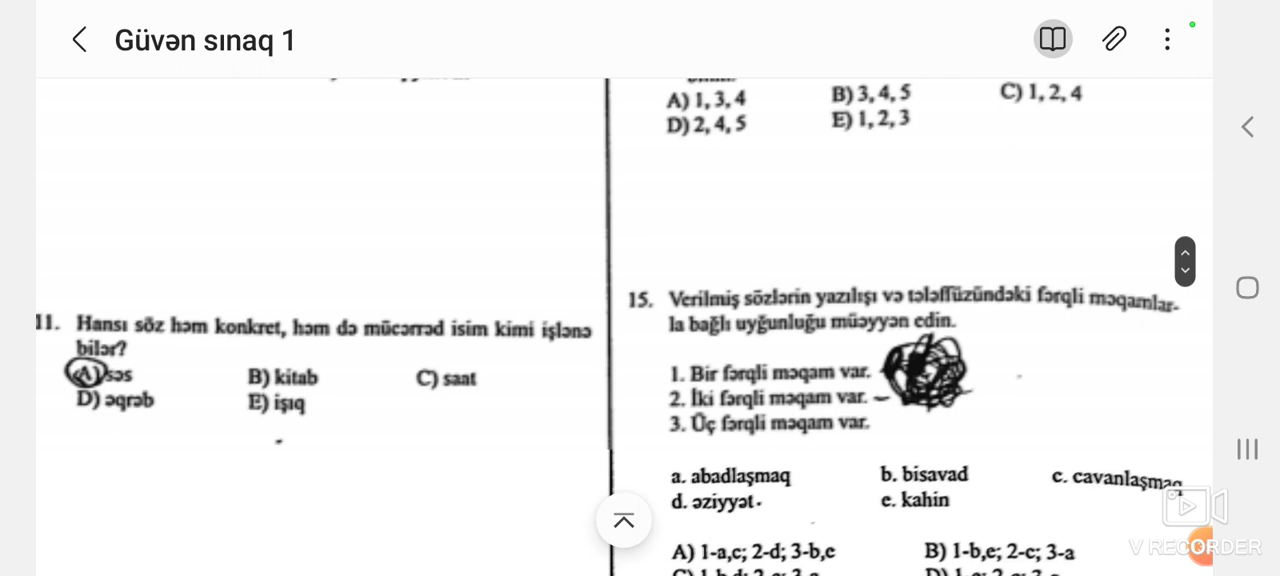 Güvən sınaq 1
A) 1, 3, 4 B) 3, 4, 5 C) 1, 2, 4
D) 2, 4, 5 E) 1, 2, 3
11. Hansı söz həm konkret, həm də mücərrəd isim kimi işlənə
bilər?
A) səs B) kitab C) saat
D) əqrəb E) işıq
15. Verilmiş sözlərin yazılışı və tələffüzündəki fərqli məqamlar-
la bağlı uyğunluğu müəyyən edin.
1. Bir fərqli məqam var.
2. İki fərqli məqam var.
3. Üç fərqli məqam var.
a. abadlaşmaq b. bisavad c. cavanlaşmaq
d. əziyyət e. kahin
A) 1-a,c; 2-d; 3-b,e B) 1-b,e; 2-c; 3-a
V RECORDER